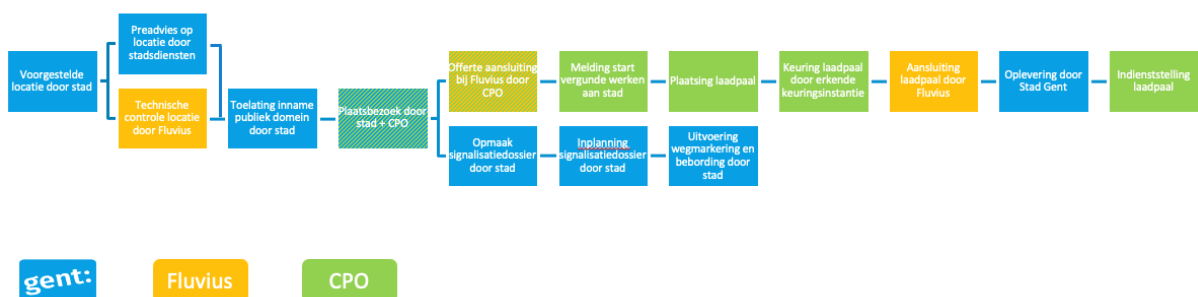 Voorgestelde
locatie door stad
Preadvies op
locatie door
stadsdiensten
Technische
controle locatie
door Fluvius
Toelating inname
publiek domein
door stad
Plaatsbezoek door
stad + CPO
Offerte aansluiting
bij Fluvius door
CPO
Melding start
vergunde werken
aan stad
Plaatsing laadpaal
Keuring laadpaal
door erkende
keuringsinstantie
Aansluiting
laadpaal door
Fluvius
Oplevering door
Stad Gent
Indienststelling
laadpaal
Opmaak
signalisatiedossier
door stad
Inplanning
signalisatiedossier
door stad
Uitvoering
wegmarkering en
bebording door
stad
gent:
Fluvius
CPO